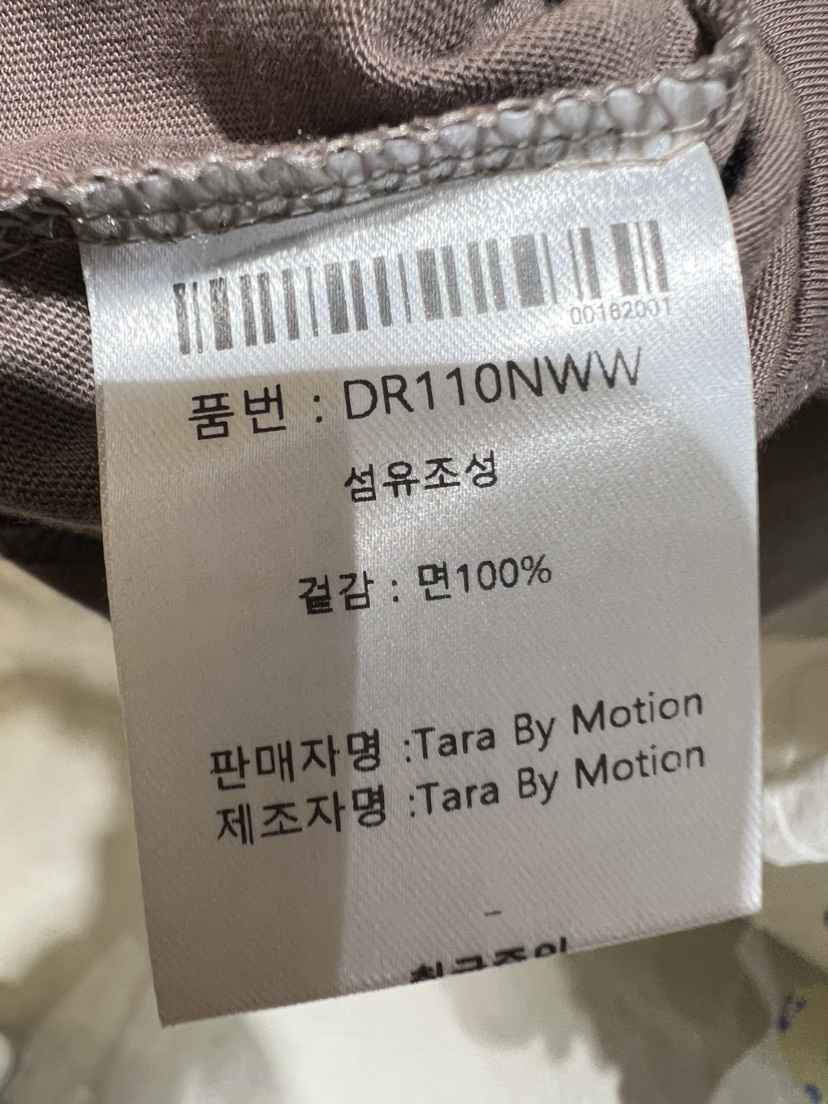 00182001
품번 : DR110NWW
섬유조성
겉감 : 면100%
판매자명 :Tara By Motion
제조자명 :Tara By Motion
-